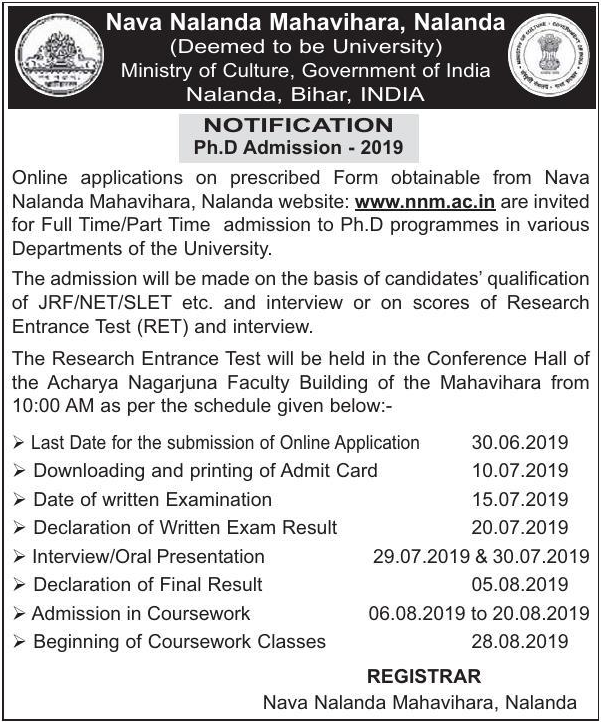 Nava Nalanda Mahavihara, Nalanda
(Deemed to be University)
Ministry of Culture, Government of India
Nalanda, Bihar, INDIA
NOTIFICATION
Ph.D Admission - 2019
Online applications on prescribed Form obtainable from Nava
Nalanda Mahavihara, Nalanda website: www.nnm.ac.in are invited
for Full Time/Part Time admission to Ph.D programmes in various
Departments of the University.
The admission will be made on the basis of candidates' qualification
of JRF/NET/SLET etc. and interview or on scores of Research
Entrance Test (RET) and interview.
The Research Entrance Test will be held in the Conference Hall of
the Acharya Nagarjuna Faculty Building of the Mahavihara from
10:00 AM as per the schedule given below:-
➢ Last Date for the submission of Online Application 30.06.2019
➢ Downloading and printing of Admit Card 10.07.2019
➢ Date of written Examination 15.07.2019
➢ Declaration of Written Exam Result 20.07.2019
➢ Interview/Oral Presentation 29.07.2019 & 30.07.2019
➢ Declaration of Final Result 05.08.2019
➢ Admission in Coursework 06.08.2019 to 20.08.2019
➢ Beginning of Coursework Classes 28.08.2019
REGISTRAR
Nava Nalanda Mahavihara, Nalanda